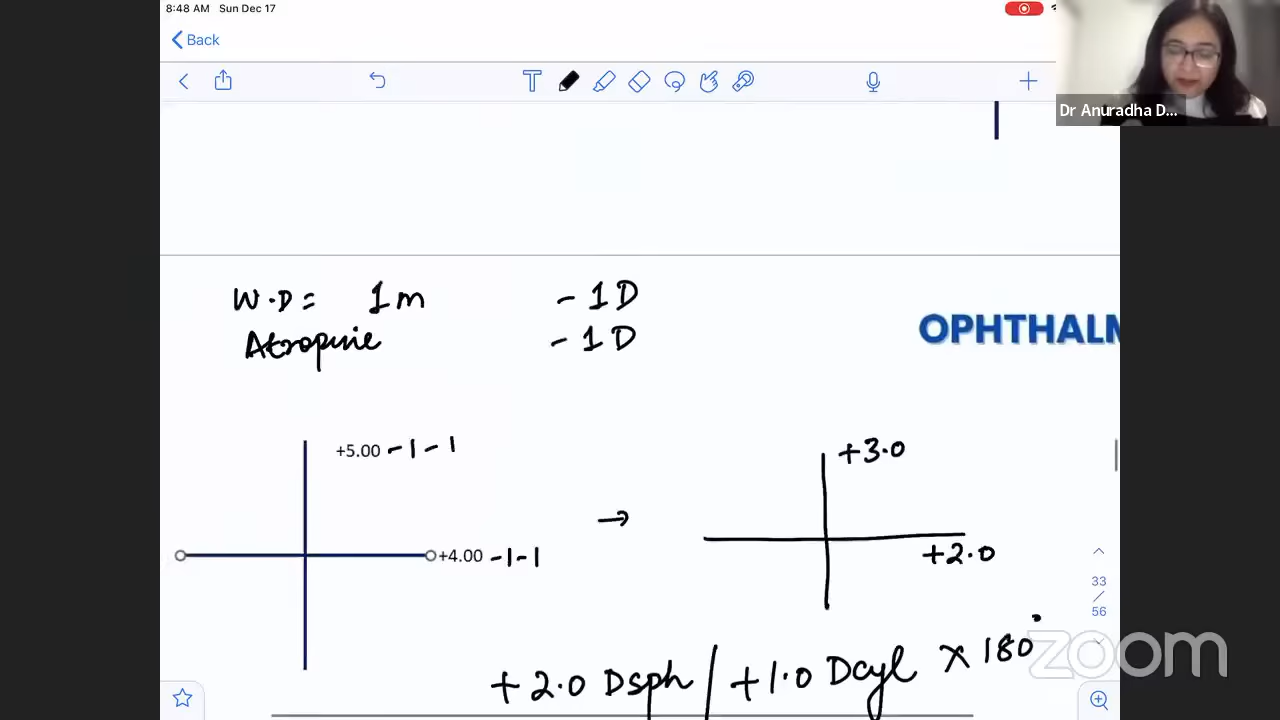 8:48 AM Sun Dec 17
Back
Dr Anuradha D...
W.D = 1m - 1D
Atropine - 1D
OPHTHALM
+5.00 -1-1
+3.0
→
+4.00 -1-1
+2.0
33
/
56
+2.0 Dsph / +1.0 Dcyl × 180°
zoom